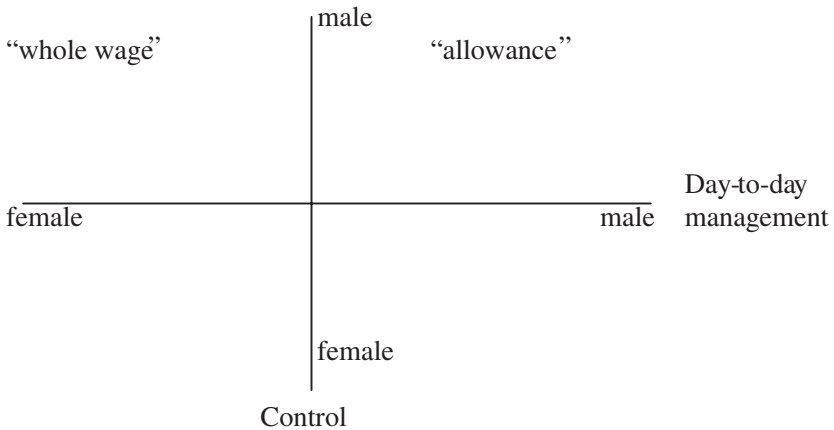 male
“whole wage”
“allowance”
Day-to-day
management
female
male
female
Control